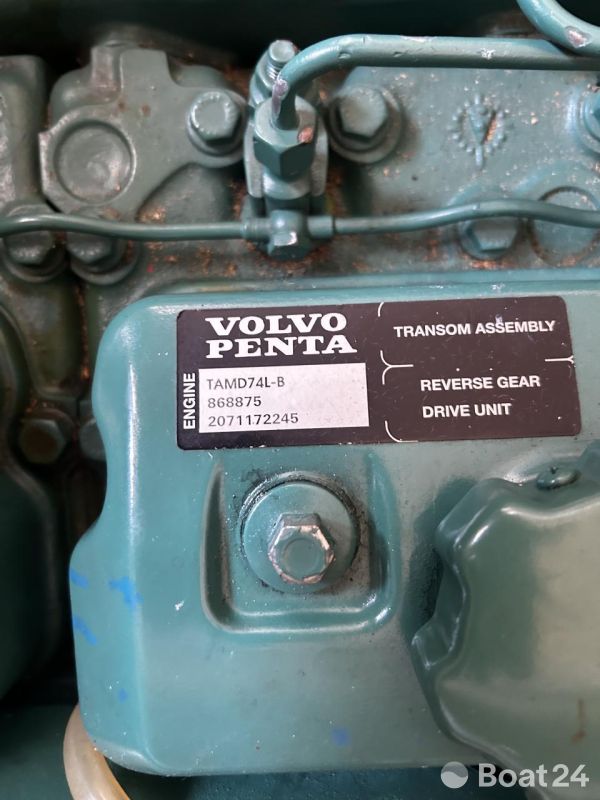 VOLVO
PENTA
ENGINE
TAMD74L-B
868875
2071172245
TRANSOM ASSEMBLY
REVERSE GEAR
DRIVE UNIT
Boat24